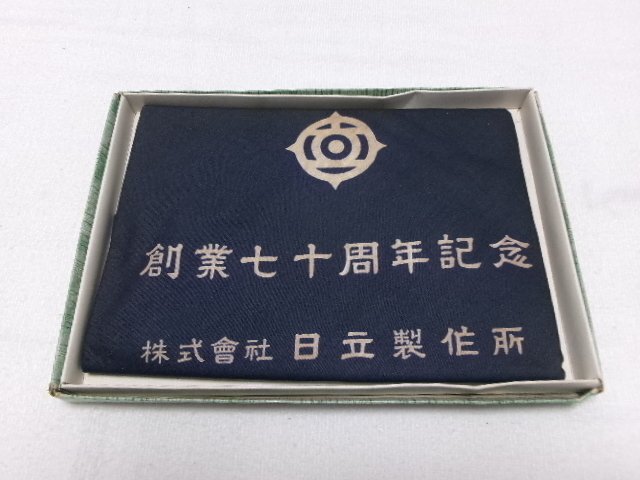 創業七十周年記念
株式會社 日立製作所